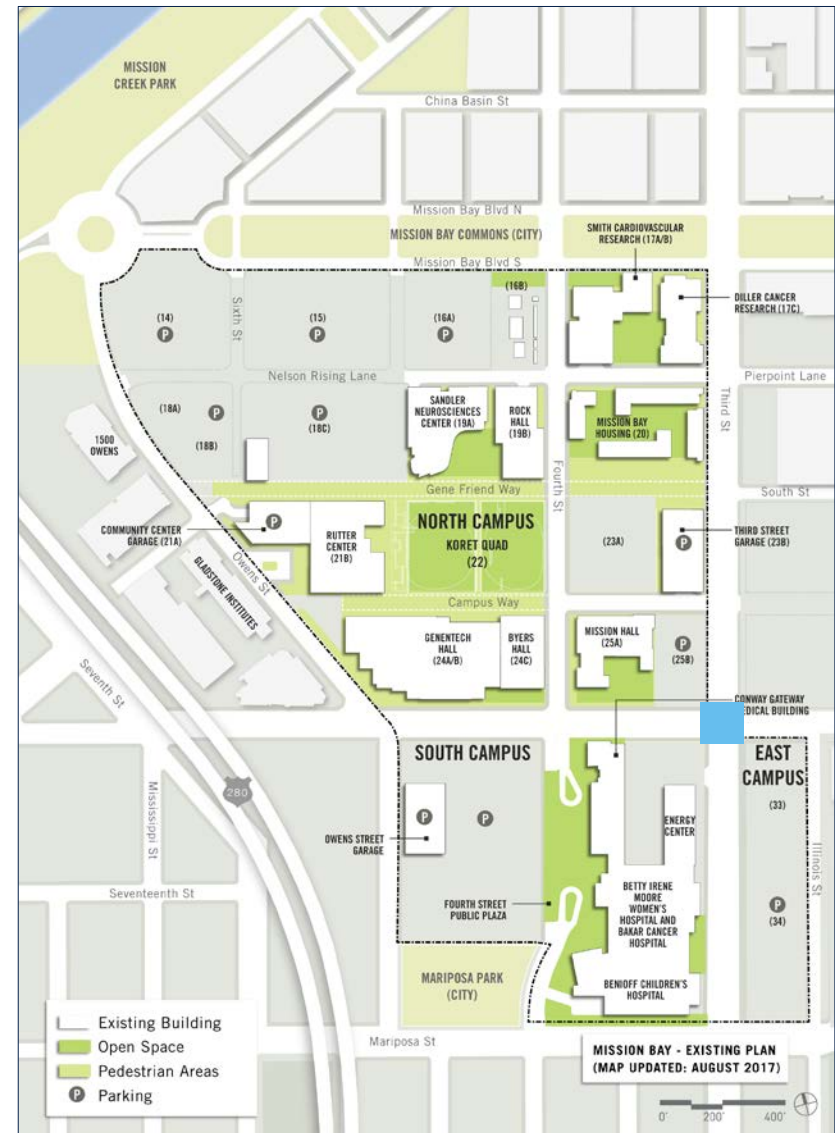 MISSION
CREEK PARK
China Basin St
Mission Bay Blvd N
MISSION BAY COMMONS (CITY)
SMITH CARDIOVASCULAR
RESEARCH (17A/B)
Mission Bay Blvd S
(16B)
DILLER CANCER
RESEARCH (17C)
(14)
P
Sixth St
(15)
P
(16A)
P
Nelson Rising Lane
Pierpoint Lane
Third St
(18A)
P
(18B)
P
(18C)
SANDLER
NEUROSCIENCES
CENTER (19A)
ROCK
HALL
(19B)
Fourth St
MISSION BAY
HOUSING (20)
1500
OWENS
Gene Friend Way
South St
COMMUNITY CENTER
GARAGE (21A)
P
RUTTER
CENTER
(21B)
NORTH CAMPUS
KORET QUAD
(22)
(23A)
P
THIRD STREET
GARAGE (23B)
Owens St
GLADSTONE INSTITUTES
Campus Way
GENENTECH
HALL
(24A/B)
BYERS
HALL
(24C)
MISSION HALL
(25A)
P
(25B)
Seventh St
CONWAY GATEWAY
MEDICAL BUILDING
SOUTH CAMPUS
EAST
CAMPUS
(33)
280
Mississippi St
P
P
OWENS STREET
GARAGE
ENERGY
CENTER
Illinois St
Seventeenth St
FOURTH STREET
PUBLIC PLAZA
BETTY IRENE
MOORE
WOMEN'S
HOSPITAL AND
BAKAR CANCER
HOSPITAL
P
(34)
MARIPOSA PARK
(CITY)
BENIOFF CHILDREN'S
HOSPITAL
Mariposa St
Existing Building
Open Space
Pedestrian Areas
P Parking
MISSION BAY - EXISTING PLAN
(MAP UPDATED: AUGUST 2017)
0' 200' 400'